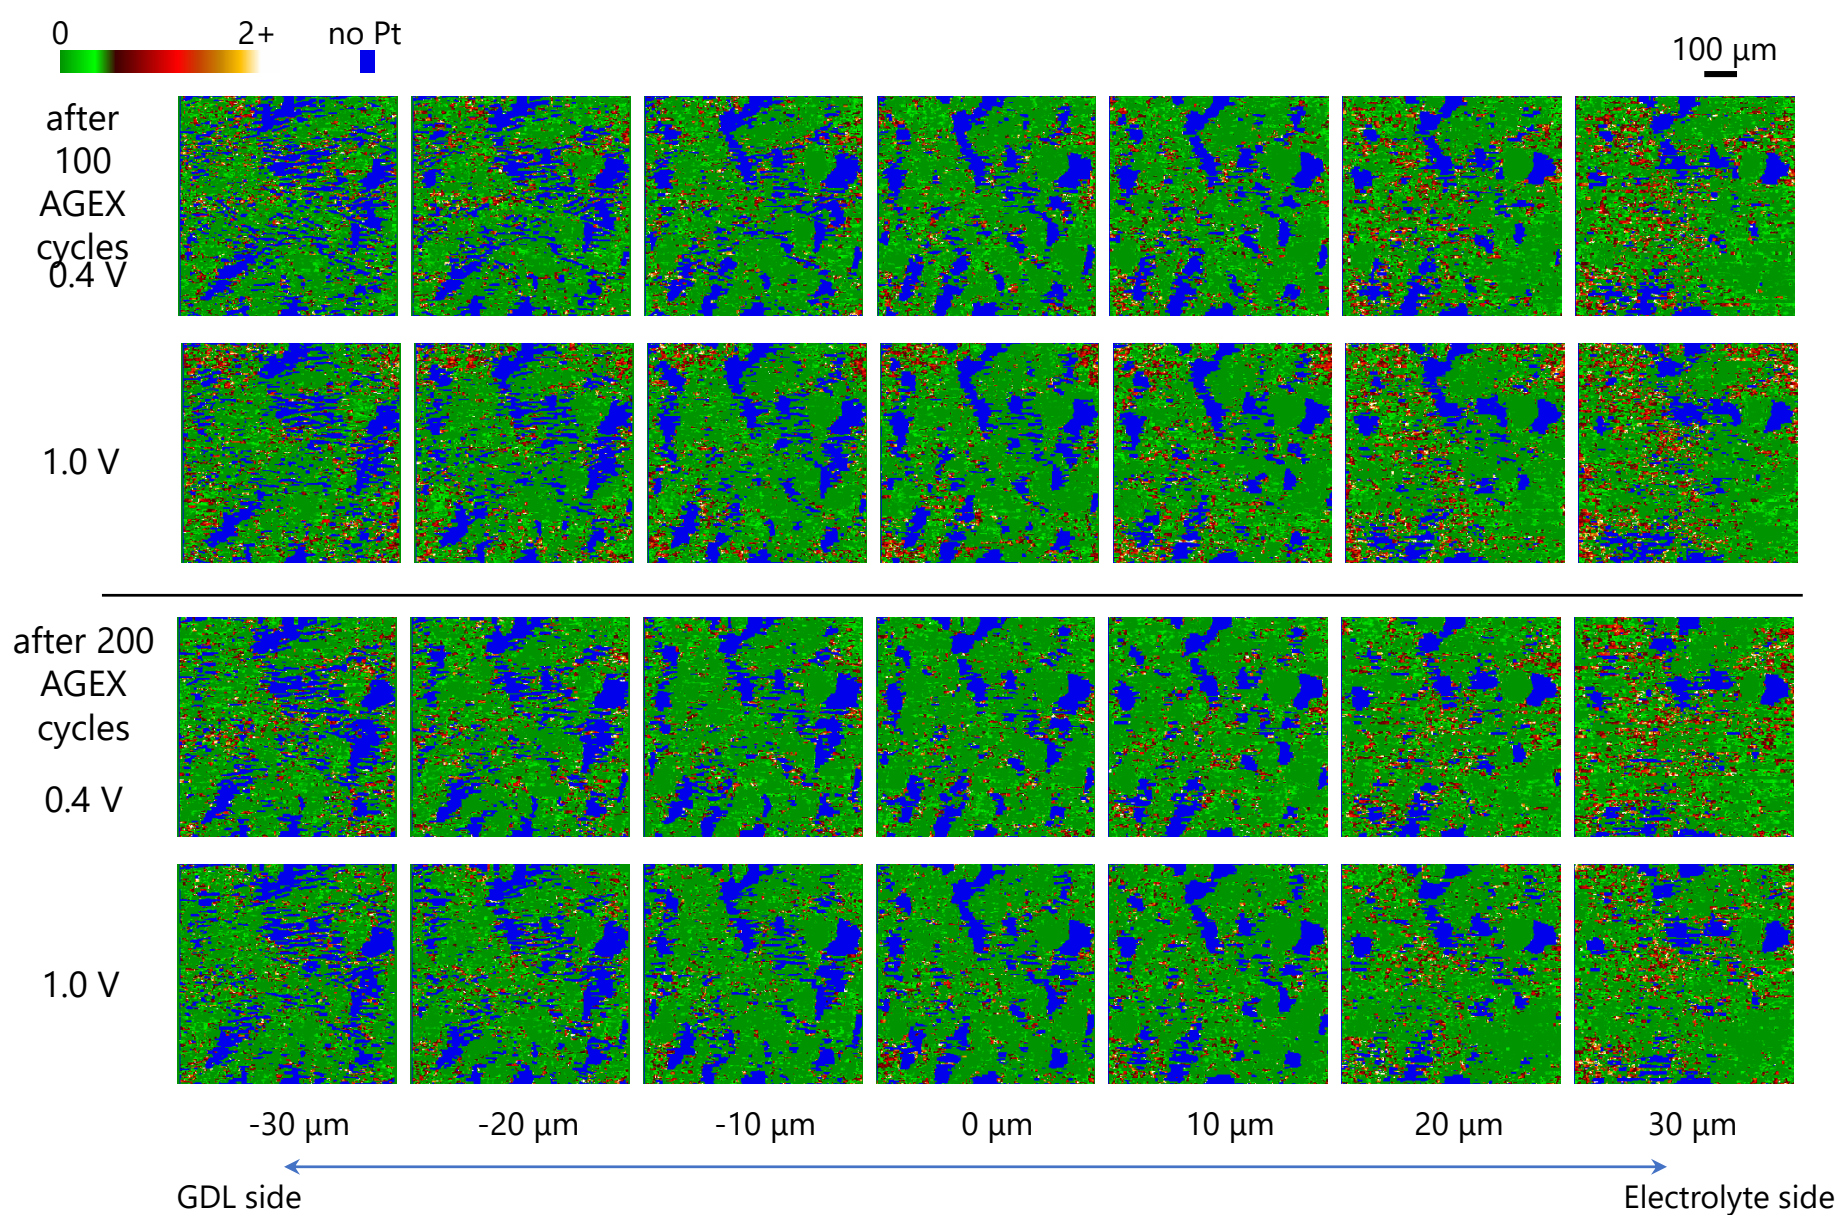 0 2+ no Pt
100 μm
after
100
AGEX
cycles
0.4 V
1.0 V
after 200
AGEX
cycles
0.4 V
1.0 V
-30 μm -20 μm -10 μm 0 μm 10 μm 20 μm 30 μm
GDL side Electrolyte side